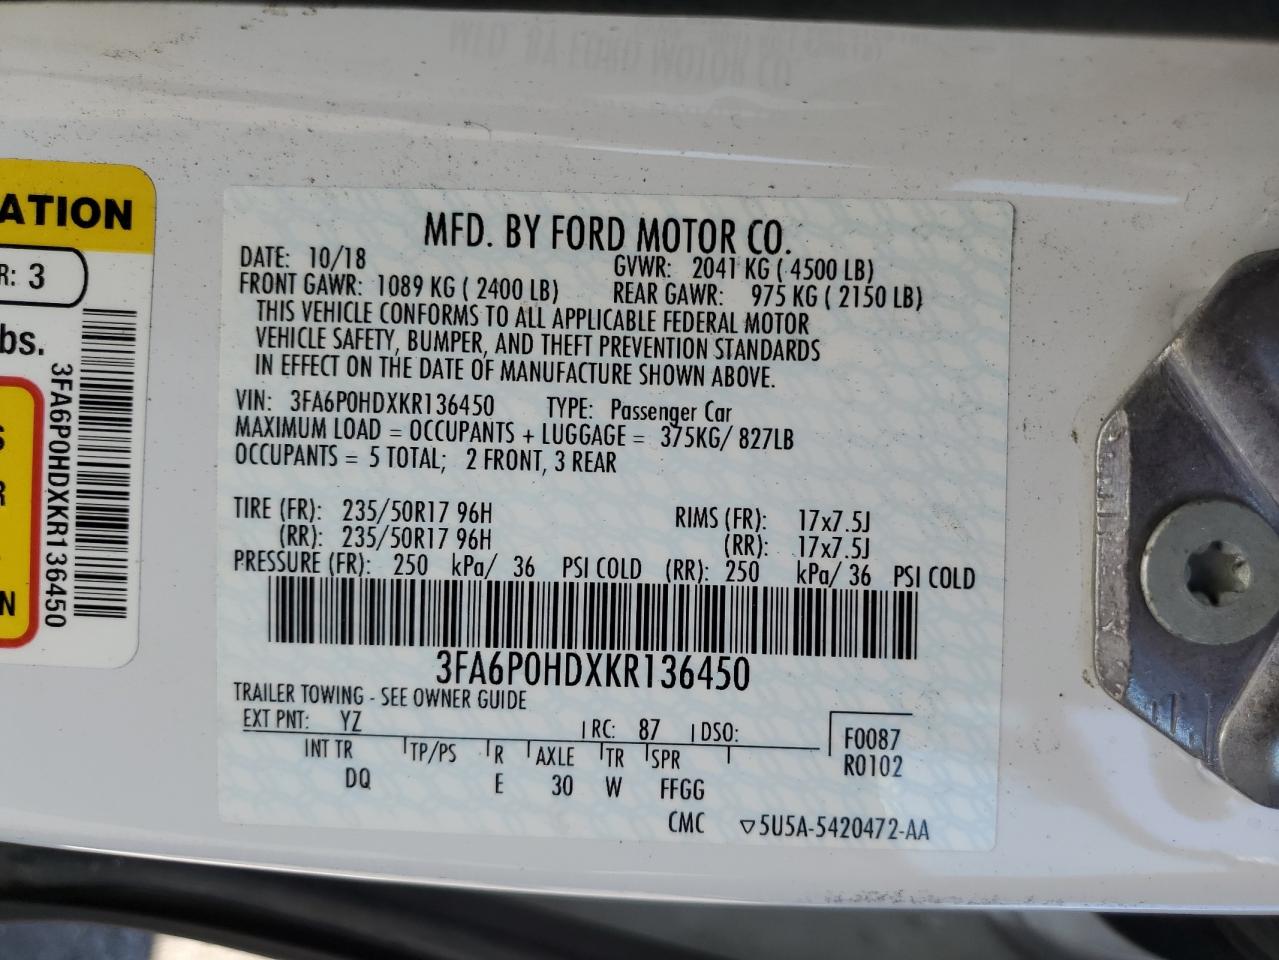 ATION
R: 3
bs.
3FA6P0HDXKR136450
S
R
N
MFD. BY FORD MOTOR CO.
DATE: 10/18 GVWR: 2041 KG ( 4500 LB)
FRONT GAWR: 1089 KG ( 2400 LB) REAR GAWR: 975 KG ( 2150 LB)
THIS VEHICLE CONFORMS TO ALL APPLICABLE FEDERAL MOTOR
VEHICLE SAFETY, BUMPER, AND THEFT PREVENTION STANDARDS
IN EFFECT ON THE DATE OF MANUFACTURE SHOWN ABOVE.
VIN: 3FA6P0HDXKR136450 TYPE: Passenger Car
MAXIMUM LOAD = OCCUPANTS + LUGGAGE = 375KG/ 827LB
OCCUPANTS = 5 TOTAL; 2 FRONT, 3 REAR
TIRE (FR): 235/50R17 96H RIMS (FR): 17x7.5J
(RR): 235/50R17 96H (RR): 17x7.5J
PRESSURE (FR): 250 kPa/ 36 PSI COLD (RR): 250 kPa/ 36 PSI COLD
3FA6P0HDXKR136450
TRAILER TOWING - SEE OWNER GUIDE
EXT PNT: YZ RC: 87 DSO: F0087
INT TR TP/PS R AXLE TR SPR R0102
DQ E 30 W FFGG
CMC ▽5U5A-5420472-AA